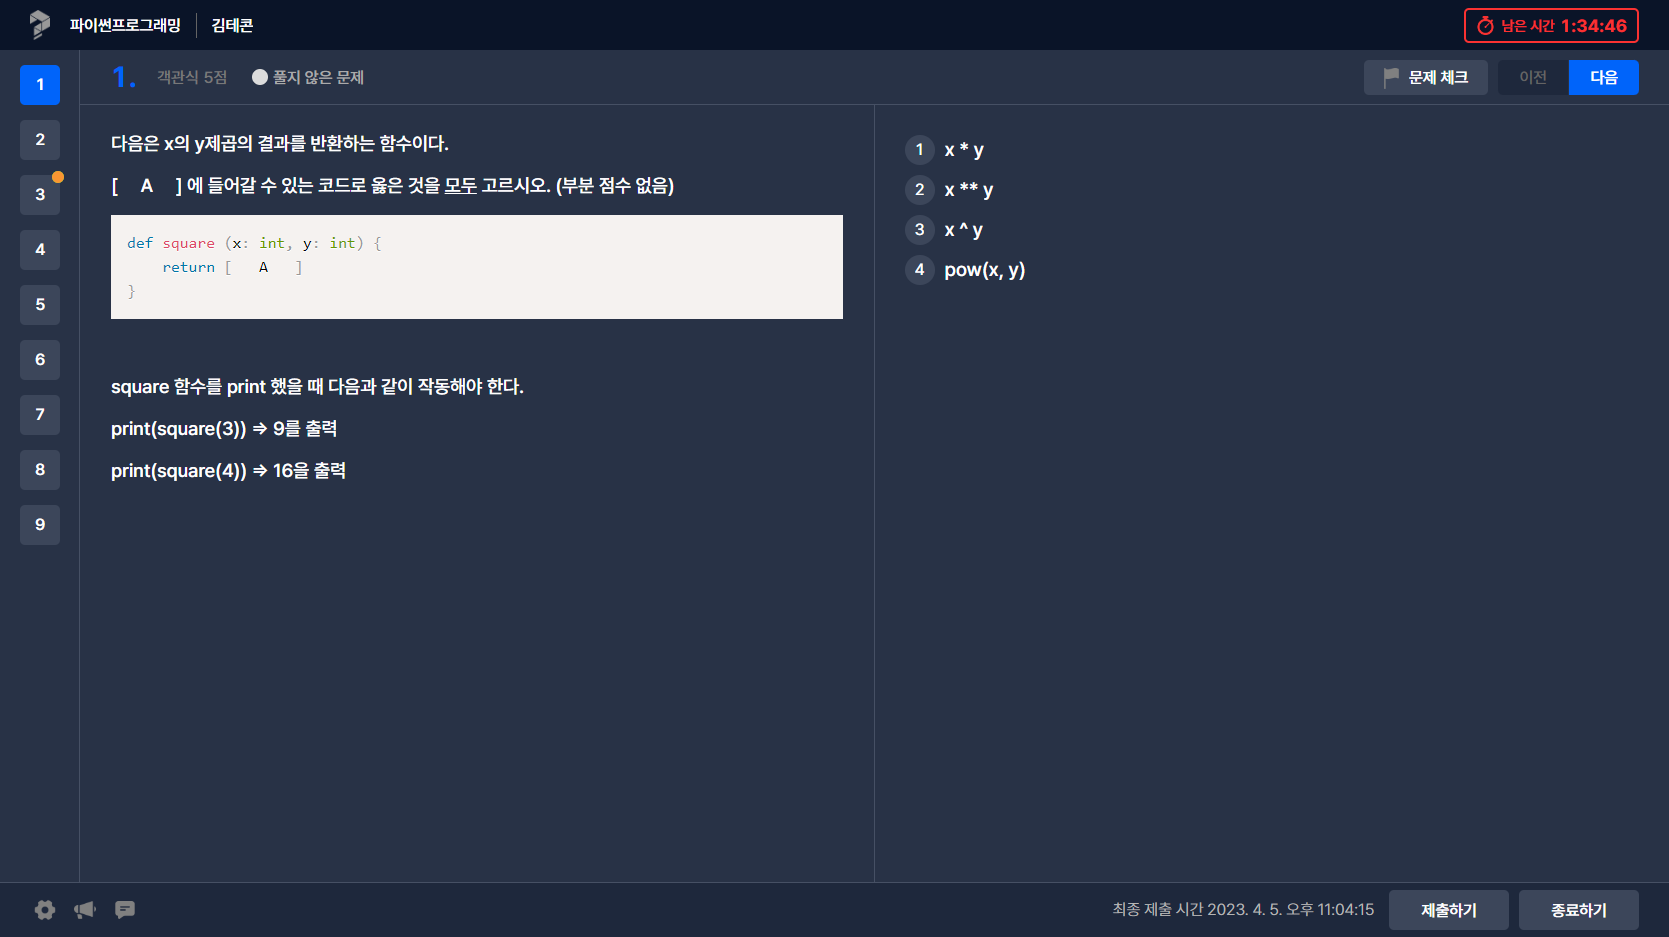 파이썬프로그래밍 김테콘
남은 시간 1:34:46
1
2
3
4
5
6
7
8
9
1. 객관식 5점 풀지 않은 문제
문제 체크 이전 다음
다음은 x의 y제곱의 결과를 반환하는 함수이다.
[ A ] 에 들어갈 수 있는 코드로 옳은 것을 모두 고르시오. (부분 점수 없음)
def square (x: int, y: int) {
    return [ A ]
}
square 함수를 print 했을 때 다음과 같이 작동해야 한다.
print(square(3)) => 9를 출력
print(square(4)) => 16을 출력
1 x * y
2 x ** y
3 x ^ y
4 pow(x, y)
최종 제출 시간 2023. 4. 5. 오후 11:04:15 제출하기 종료하기